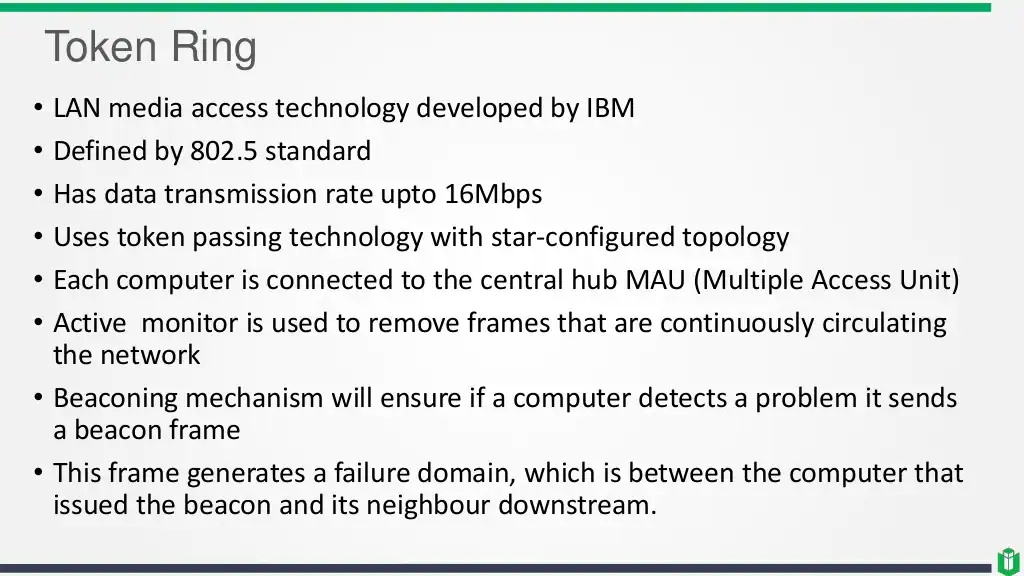 Token Ring
• LAN media access technology developed by IBM
• Defined by 802.5 standard
• Has data transmission rate upto 16Mbps
• Uses token passing technology with star-configured topology
• Each computer is connected to the central hub MAU (Multiple Access Unit)
• Active  monitor is used to remove frames that are continuously circulating
the network
• Beaconing mechanism will ensure if a computer detects a problem it sends
a beacon frame
• This frame generates a failure domain, which is between the computer that
issued the beacon and its neighbour downstream.